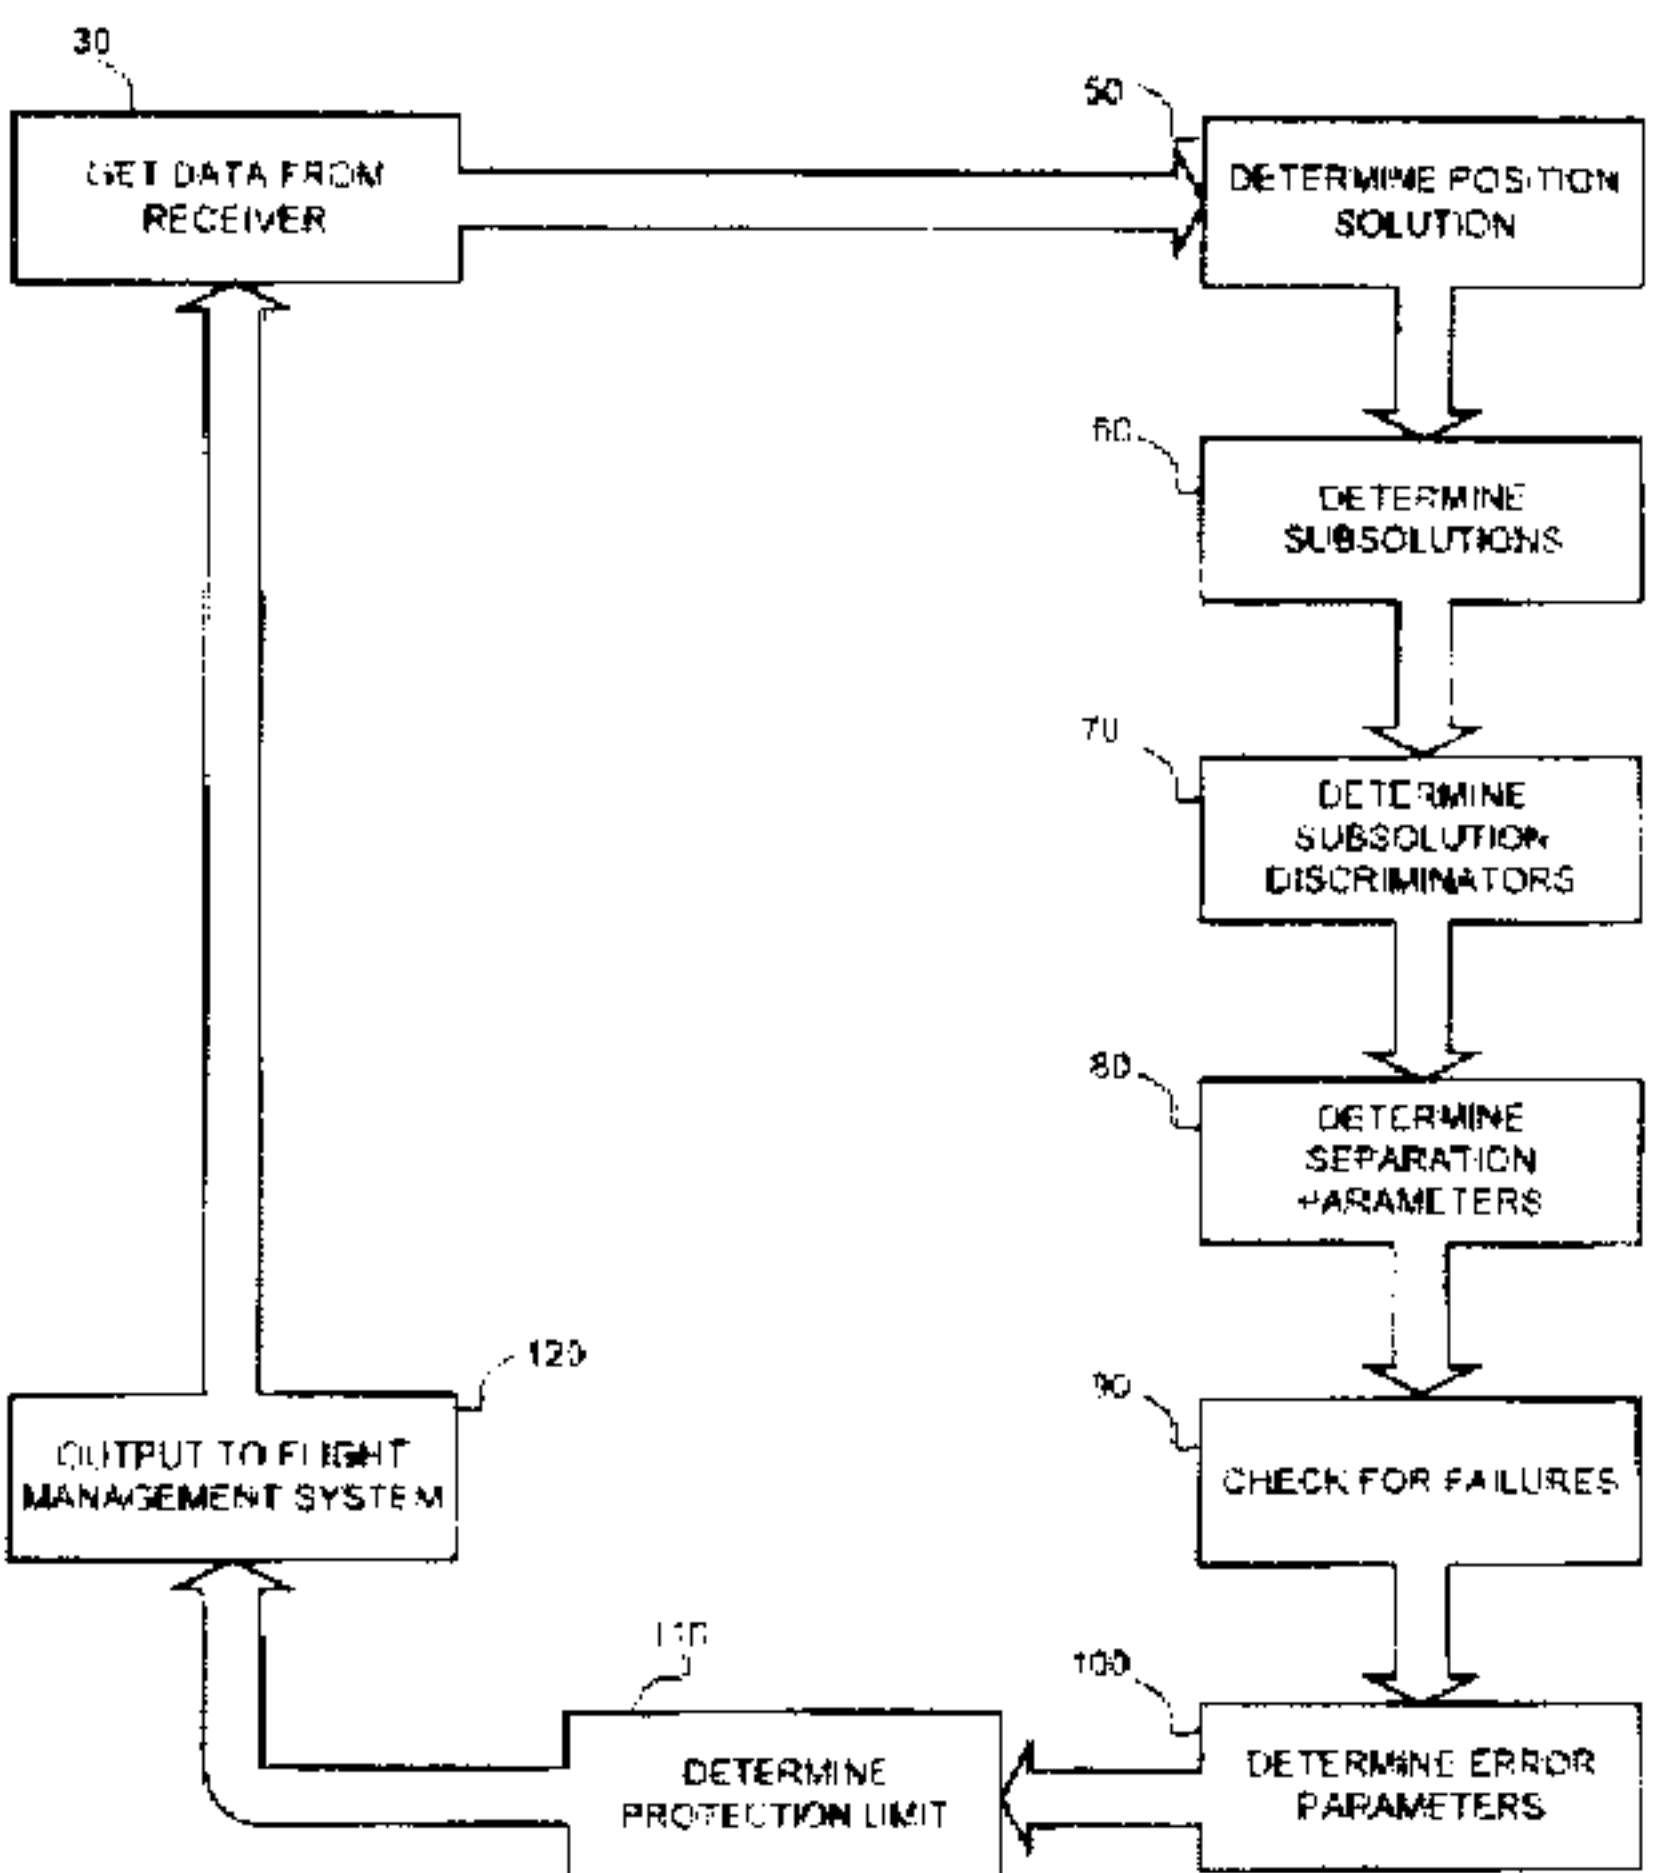 30
GET DATA FROM
RECEIVER
50
DETERMINE POSITION
SOLUTION
60
DETERMINE
SUBSOLUTIONS
70
DETERMINE
SUBSOLUTION
DISCRIMINATORS
80
DETERMINE
SEPARATION
PARAMETERS
90
CHECK FOR FAILURES
100
DETERMINE ERROR
PARAMETERS
110
DETERMINE
PROTECTION LIMIT
120
OUTPUT TO FLIGHT
MANAGEMENT SYSTEM